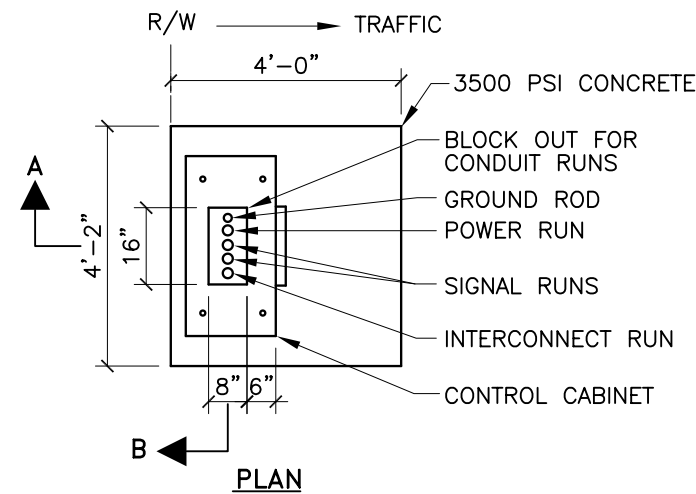 R/W TRAFFIC
4'-0"
3500 PSI CONCRETE
BLOCK OUT FOR
CONDUIT RUNS
A
GROUND ROD
4'-2"
16"
POWER RUN
SIGNAL RUNS
INTERCONNECT RUN
8" 6"
CONTROL CABINET
B
PLAN